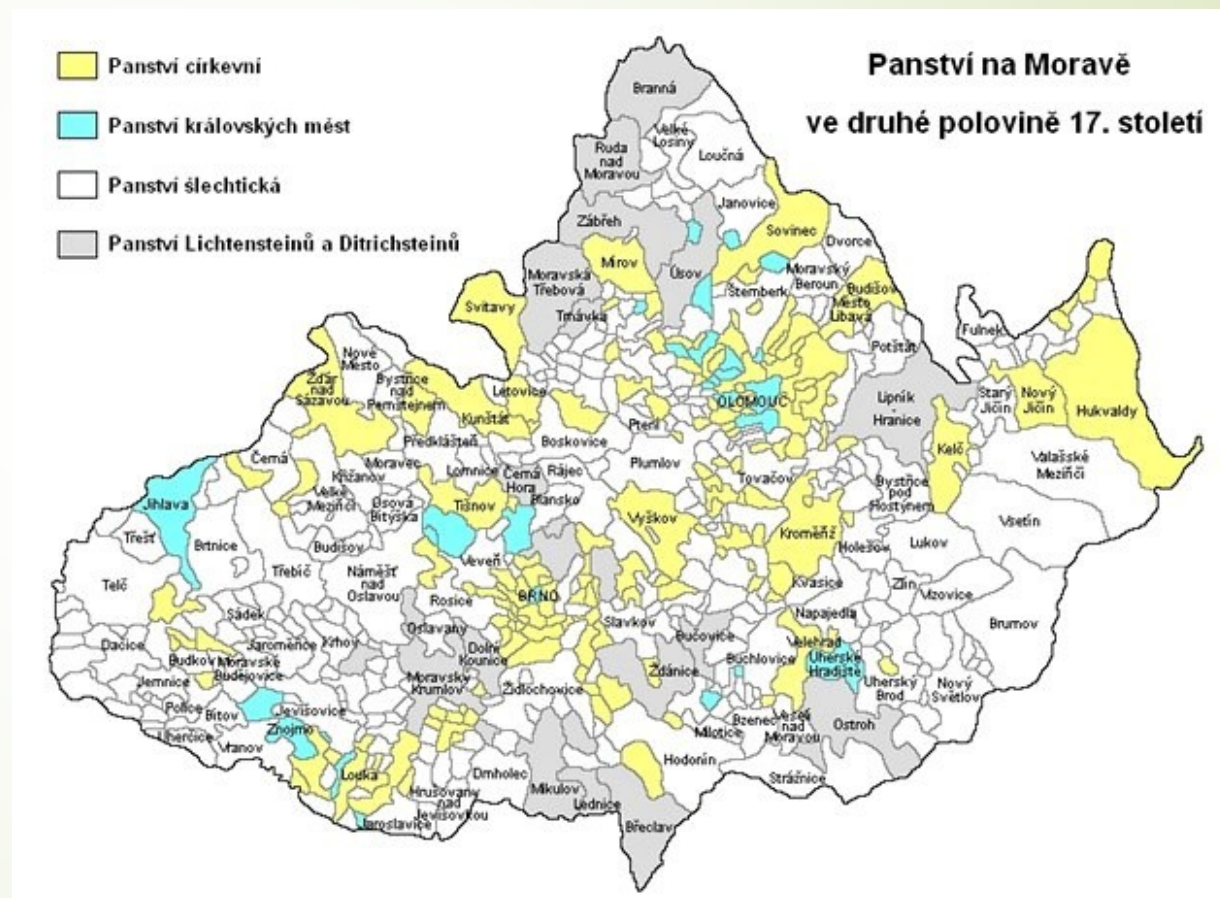 Panství církevní
Panství královských měst
Panství šlechtická
Panství Lichtensteinů a Ditrichsteinů
Panství na Moravě
ve druhé polovině 17. století
Branná
Velké
Losiny
Loučná
Ruda
nad
Moravou
Janovice
Zábřeh
Sovinec
Dvorce
Mírov
Úsov
Moravská
Třebová
Moravský
Beroun
Šternberk
Budišov
Město
Libavá
Svitavy
Trnávka
Fulnek
Potštát
Nové
Město
Žďár
nad
Sázavou
Bystřice
nad
Pernštejnem
Letovice
Kunštát
OLOMOUC
Lipník
Hranice
Starý
Jičín
Nový
Jičín
Hukvaldy
Ptení
Předklášteří
Boskovice
Kelč
Černá
Moravec
Křižanov
Lomnice
Černá
Hora
Rájec
Plumlov
Valašské
Meziříčí
Velké
Meziříčí
Osová
Bitýška
Blansko
Tovačov
Bystřice
pod
Hostýnem
Jihlava
Tišnov
Vyškov
Vsetín
Třešť
Brtnice
Budišov
Kroměříž
Holešov
Lukov
Telč
Třebíč
Náměšť
nad
Oslavou
Veveří
Kvasice
Zlín
Vizovice
Rosice
BRNO
Napajedla
Sádek
Oslavany
Slavkov
Brumov
Dačice
Jaroměřice
Krhov
Dolní
Kounice
Bučovice
Velehrad
Budkov
Moravské
Budějovice
Buchlovice
Uherské
Hradiště
Jemnice
Moravský
Krumlov
Ždánice
Uherský
Brod
Nový
Světlov
Police
Bítov
Jevišovice
Židlochovice
Bzenec
Veselí
nad
Moravou
Ostroh
Uherčice
Vranov
Znojmo
Milotice
Louka
Hodonín
Strážnice
Drnholec
Mikulov
Lednice
Hrušovany
nad
Jevišovkou
Jaroslavice
Břeclav